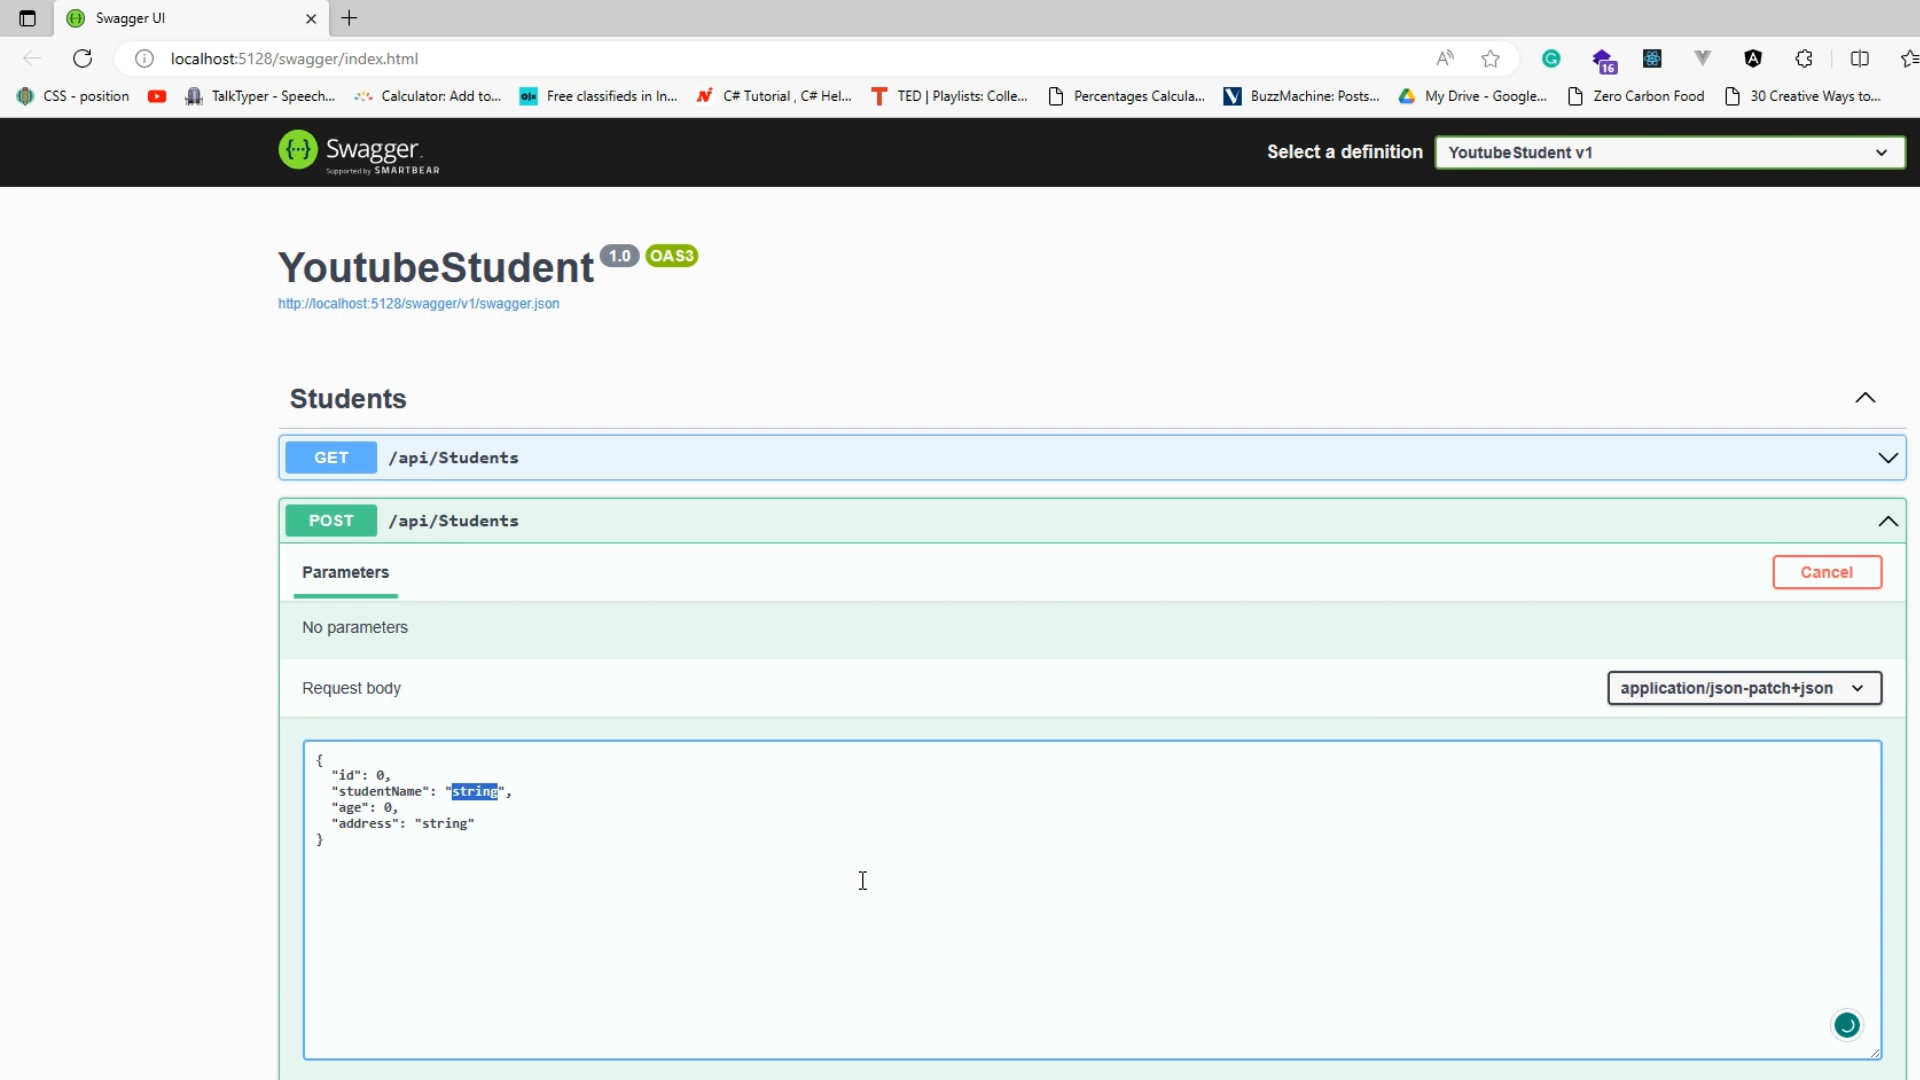 Swagger UI
localhost:5128/swagger/index.html
16
CSS - position
TalkTyper - Speech...
Calculator: Add to...
Free classifieds in In...
C# Tutorial , C# Hel...
TED | Playlists: Colle...
Percentages Calcula...
BuzzMachine: Posts...
My Drive - Google...
Zero Carbon Food
30 Creative Ways to...
Swagger.
Supported by SMARTBEAR
Select a definition
YoutubeStudent v1
YoutubeStudent 1.0 OAS3
http://localhost:5128/swagger/v1/swagger.json
Students
GET /api/Students
POST /api/Students
Parameters
Cancel
No parameters
Request body
application/json-patch+json
{
"id": 0,
"studentName": "string",
"age": 0,
"address": "string"
}